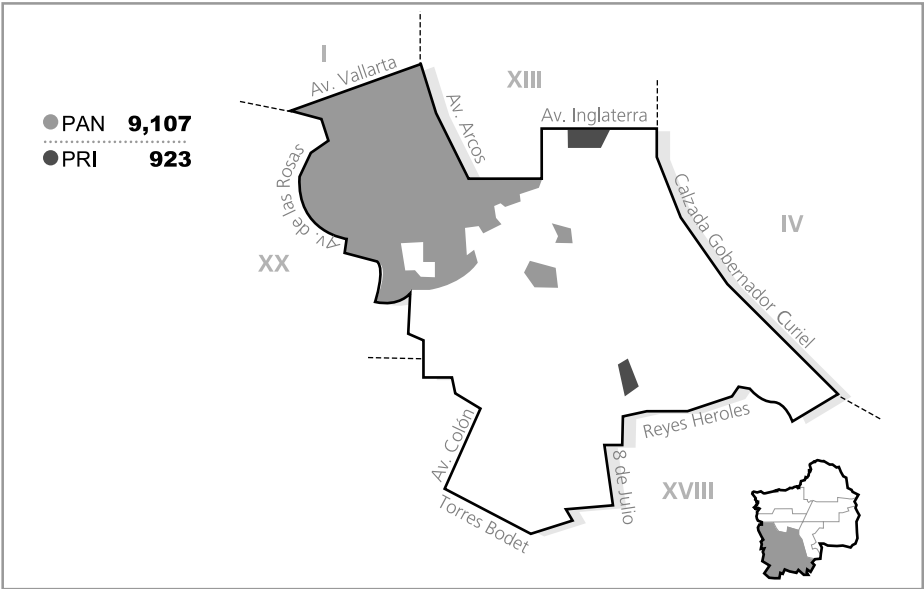 I
Av. Vallarta
XIII
Av. Arcos
Av. Inglaterra
PAN 9,107
PRI 923
Av. de las Rosas
Calzada Gobernador Curiel
IV
XX
Reyes Heroles
Av. Colón
8 de Julio
XVIII
Torres Bodet